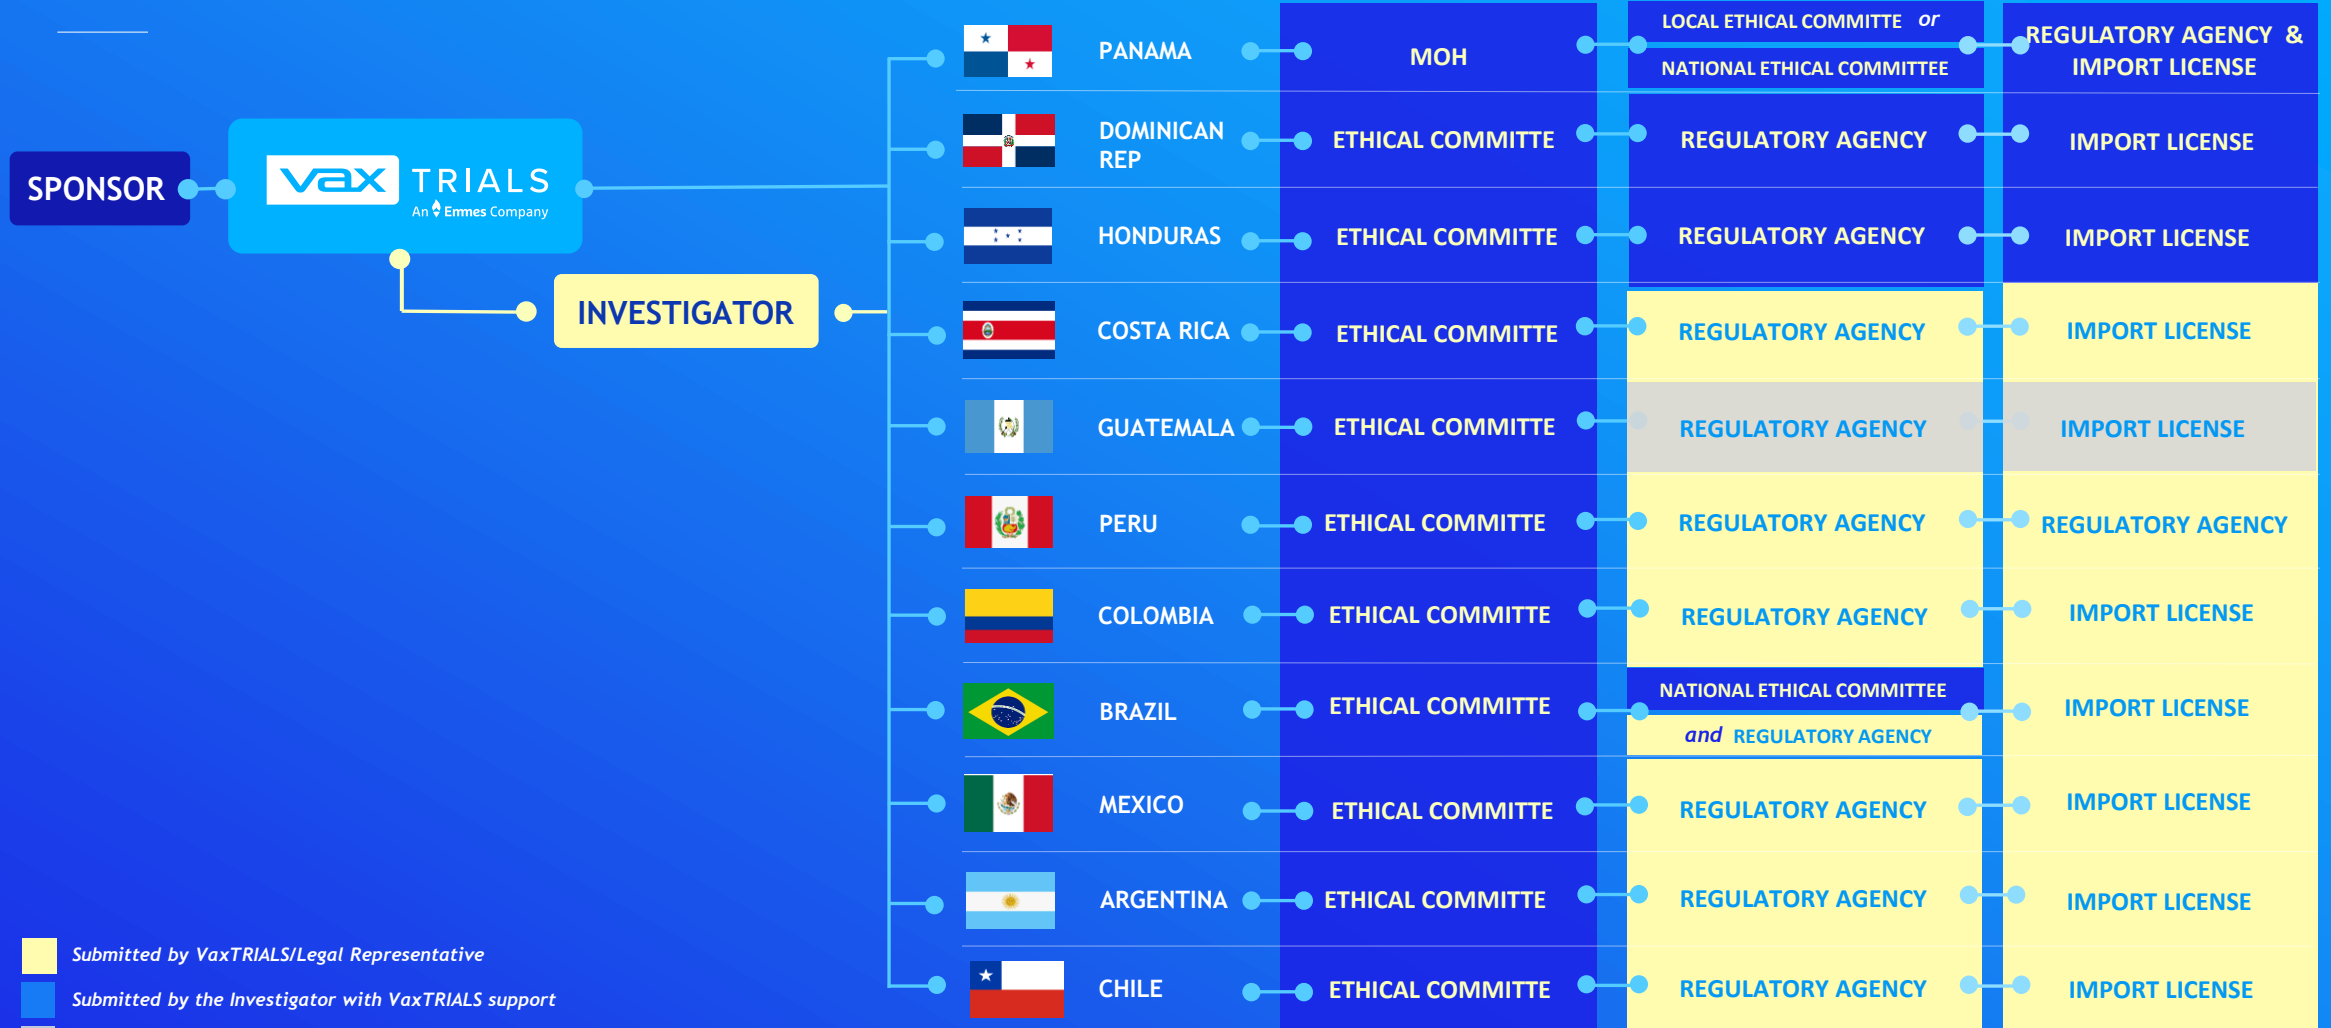 SPONSOR
vax TRIALS
An Emmes Company
INVESTIGATOR
PANAMA
MOH
LOCAL ETHICAL COMMITTE or
NATIONAL ETHICAL COMMITTEE
REGULATORY AGENCY &
IMPORT LICENSE
DOMINICAN
REP
ETHICAL COMMITTE
REGULATORY AGENCY
IMPORT LICENSE
HONDURAS
ETHICAL COMMITTE
REGULATORY AGENCY
IMPORT LICENSE
COSTA RICA
ETHICAL COMMITTE
REGULATORY AGENCY
IMPORT LICENSE
GUATEMALA
ETHICAL COMMITTE
REGULATORY AGENCY
IMPORT LICENSE
PERU
ETHICAL COMMITTE
REGULATORY AGENCY
REGULATORY AGENCY
COLOMBIA
ETHICAL COMMITTE
REGULATORY AGENCY
IMPORT LICENSE
BRAZIL
ETHICAL COMMITTE
NATIONAL ETHICAL COMMITTEE
and REGULATORY AGENCY
IMPORT LICENSE
MEXICO
ETHICAL COMMITTE
REGULATORY AGENCY
IMPORT LICENSE
ARGENTINA
ETHICAL COMMITTE
REGULATORY AGENCY
IMPORT LICENSE
CHILE
ETHICAL COMMITTE
REGULATORY AGENCY
IMPORT LICENSE
Submitted by VaxTRIALS/Legal Representative
Submitted by the Investigator with VaxTRIALS support